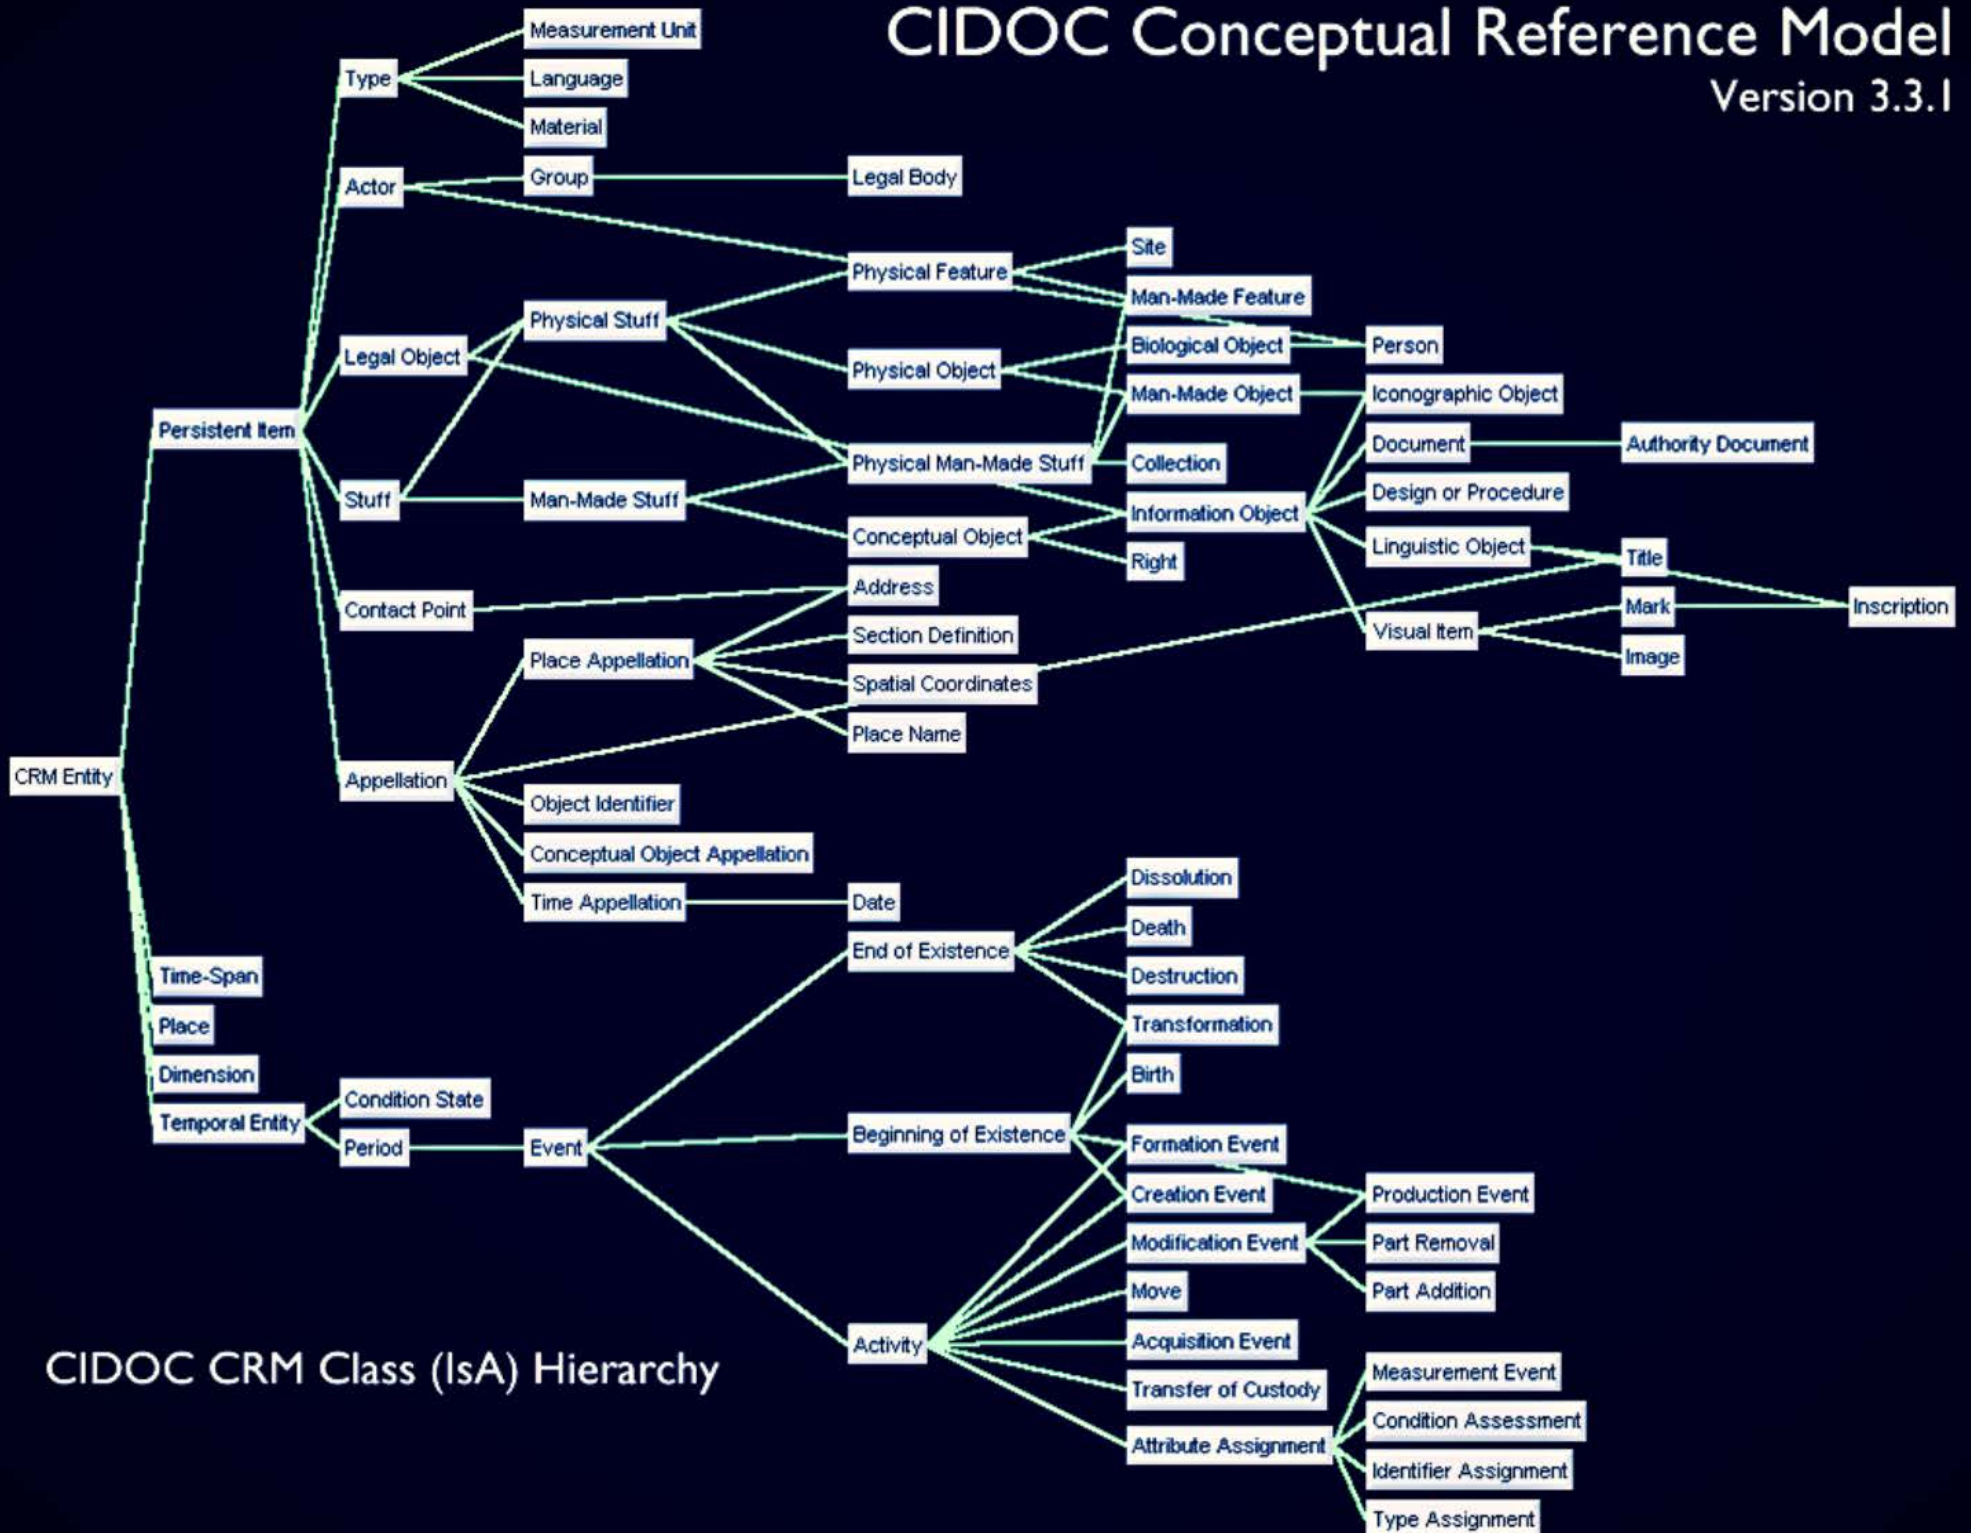 CIDOC Conceptual Reference Model
Version 3.3.1
Measurement Unit
Type
Language
Material
Group
Legal Body
Actor
Site
Physical Feature
Man-Made Feature
Physical Stuff
Biological Object
Person
Legal Object
Physical Object
Man-Made Object
Iconographic Object
Persistent Item
Document
Authority Document
Physical Man-Made Stuff
Collection
Design or Procedure
Stuff
Man-Made Stuff
Information Object
Conceptual Object
Linguistic Object
Title
Right
Address
Contact Point
Mark
Inscription
Section Definition
Visual Item
Place Appellation
Image
Spatial Coordinates
Place Name
CRM Entity
Appellation
Object Identifier
Conceptual Object Appellation
Dissolution
Time Appellation
Date
Death
End of Existence
Time-Span
Destruction
Place
Transformation
Dimension
Birth
Condition State
Temporal Entity
Beginning of Existence
Period
Event
Formation Event
Creation Event
Production Event
Modification Event
Part Removal
Move
Part Addition
Activity
Acquisition Event
CIDOC CRM Class (IsA) Hierarchy
Measurement Event
Transfer of Custody
Condition Assessment
Attribute Assignment
Identifier Assignment
Type Assignment